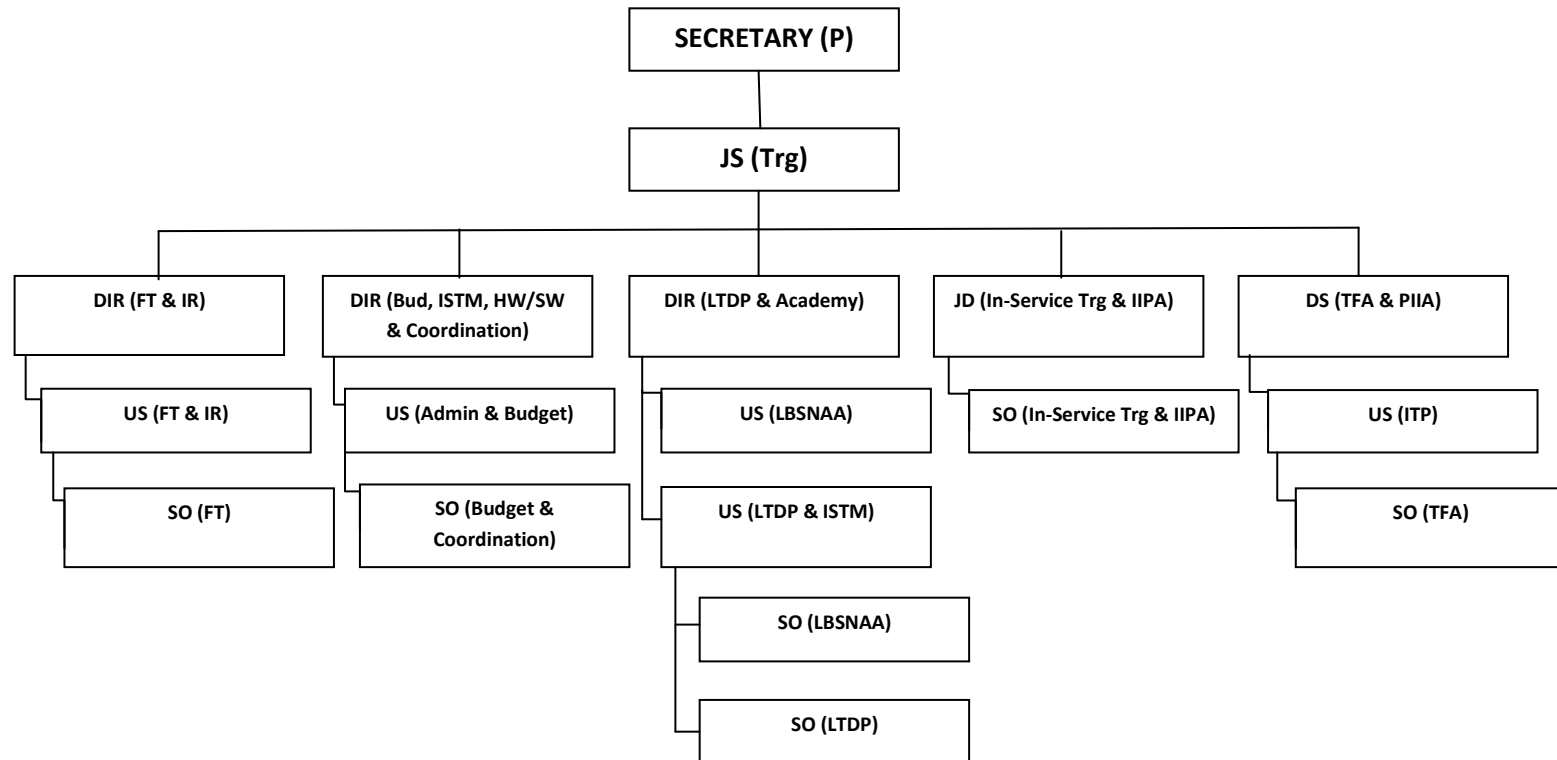 SECRETARY (P)
JS (Trg)
DIR (FT & IR)
DIR (Bud, ISTM, HW/SW
& Coordination)
DIR (LTDP & Academy)
JD (In-Service Trg & IIPA)
DS (TFA & PIIA)
US (FT & IR)
US (Admin & Budget)
US (LBSNAA)
SO (In-Service Trg & IIPA)
US (ITP)
SO (FT)
SO (Budget &
Coordination)
US (LTDP & ISTM)
SO (TFA)
SO (LBSNAA)
SO (LTDP)